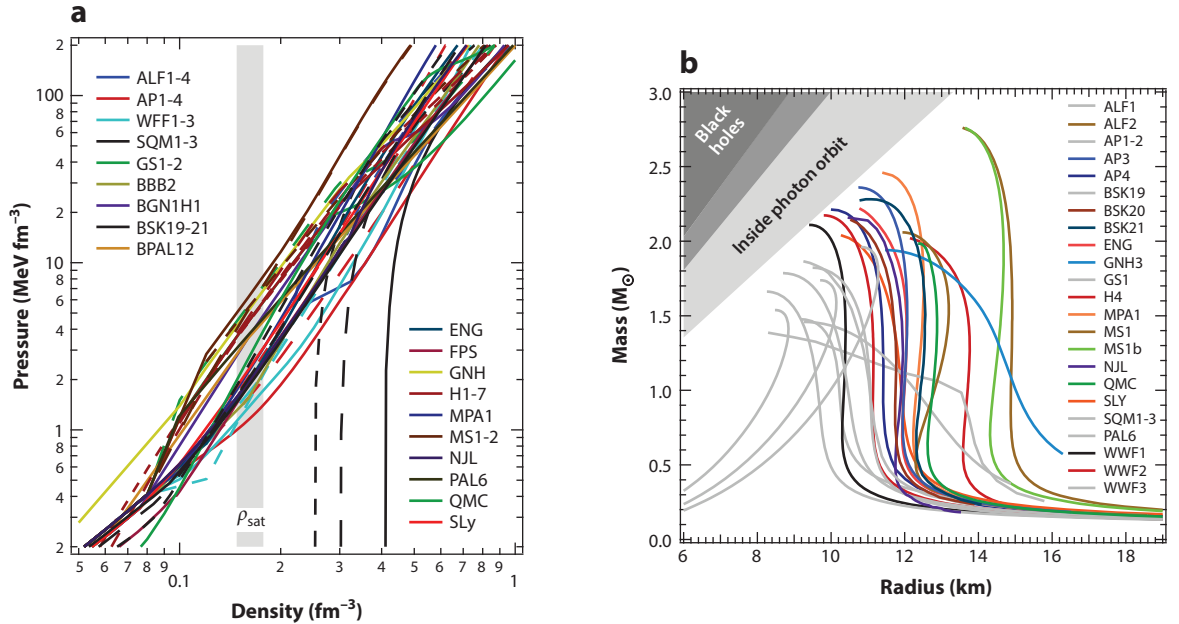 a
Pressure (MeV fm⁻³)
2
100
8
6
4
2
10
8
6
4
2
1
8
6
4
2
ALF1-4
AP1-4
WFF1-3
SQM1-3
GS1-2
BBB2
BGN1H1
BSK19-21
BPAL12
ENG
FPS
GNH
H1-7
MPA1
MS1-2
NJL
PAL6
QMC
SLy
ρsat
5 6 7 8 9 0.1 2 3 4 5 6 7 8 9 1
Density (fm⁻³)
b
Mass (M⊙)
3.0
2.5
2.0
1.5
1.0
0.5
0.0
Black
holes
Inside photon orbit
ALF1
ALF2
AP1-2
AP3
AP4
BSK19
BSK20
BSK21
ENG
GNH3
GS1
H4
MPA1
MS1
MS1b
NJL
QMC
SLY
SQM1-3
PAL6
WWF1
WWF2
WWF3
6 8 10 12 14 16 18
Radius (km)